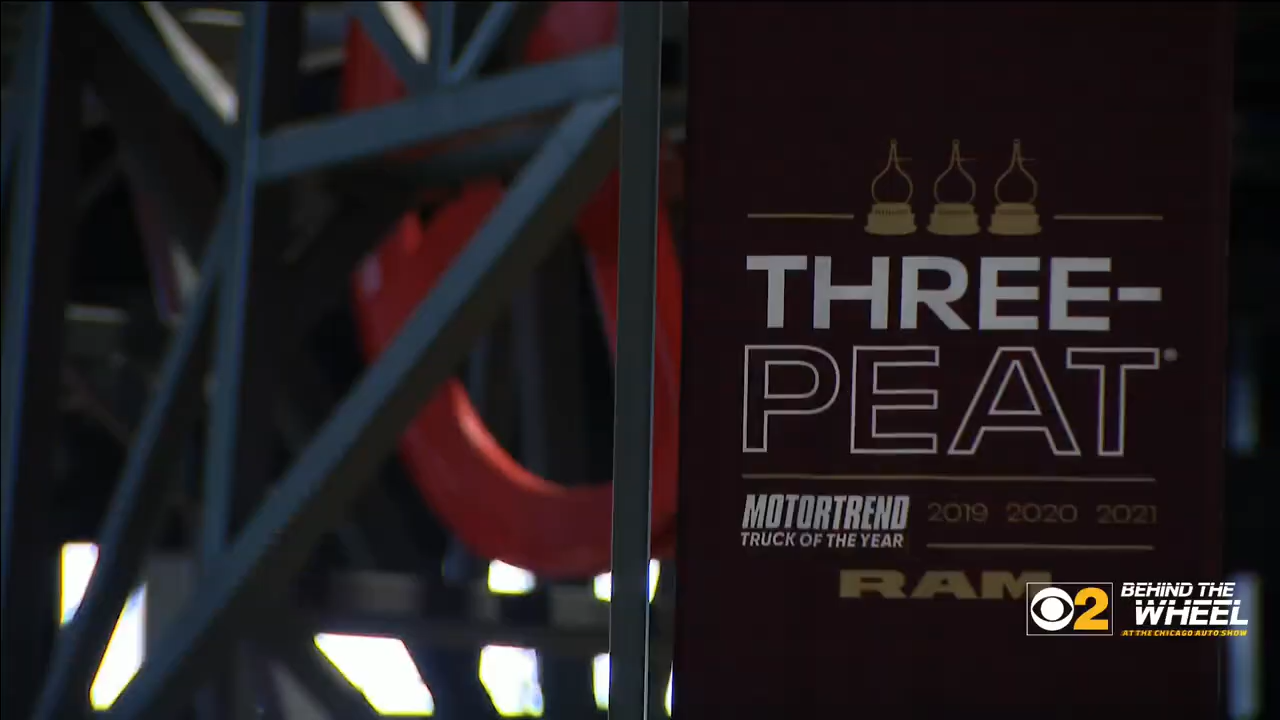 THREE-
PEAT
MOTORTREND
TRUCK OF THE YEAR
2019 2020 2021
RAM
2 BEHIND THE
WHEEL
AT THE CHICAGO AUTO SHOW